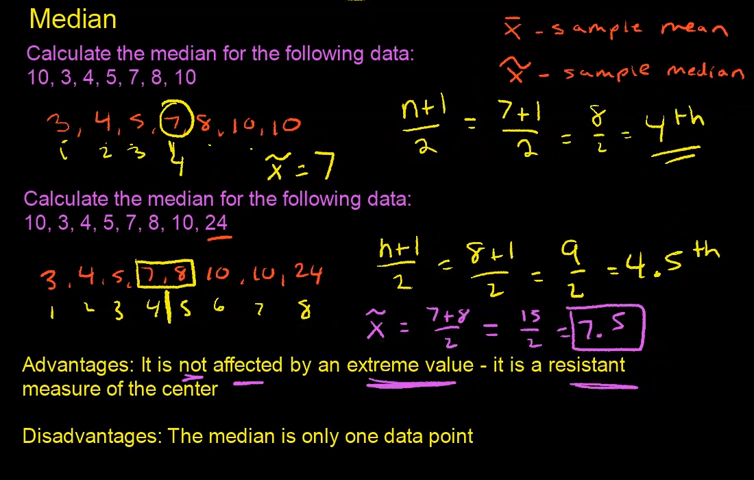 Median
x̄ - sample mean
Calculate the median for the following data:
10, 3, 4, 5, 7, 8, 10
x̃ - sample median
3, 4, 5, 7, 8, 10, 10
n+1/2 = 7+1/2 = 8/2 = 4th
1 2 3 4
x̃ = 7
Calculate the median for the following data:
10, 3, 4, 5, 7, 8, 10, 24
3, 4, 5, 7, 8 10, 10, 24
n+1/2 = 8+1/2 = 9/2 = 4.5th
1 2 3 4 5 6 7 8
x̃ = 7+8/2 = 15/2 = 7.5
Advantages: It is not affected by an extreme value - it is a resistant
measure of the center
Disadvantages: The median is only one data point